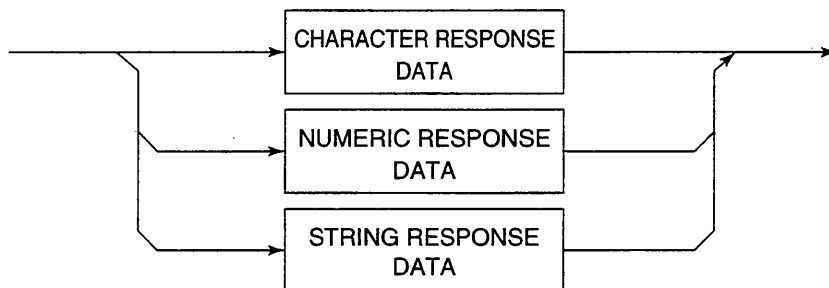 CHARACTER RESPONSE
DATA
NUMERIC RESPONSE
DATA
STRING RESPONSE
DATA